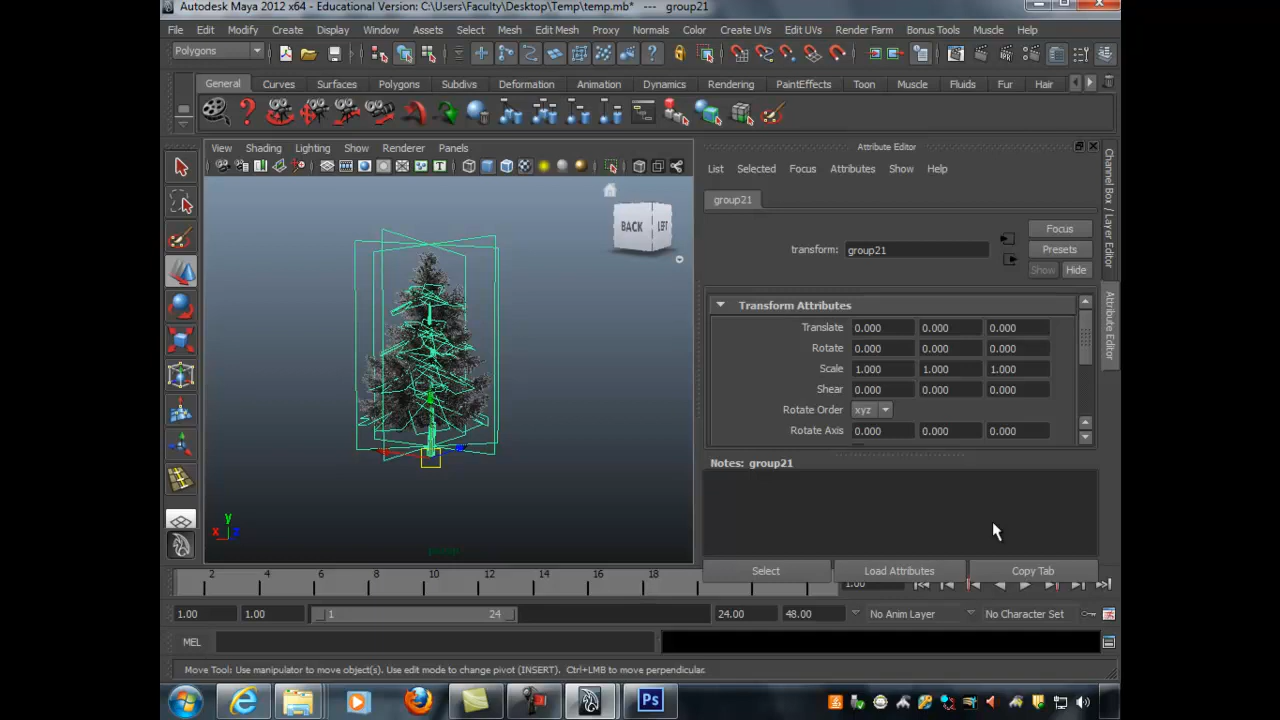 Autodesk Maya 2012 x64 - Educational Version: C:\Users\Faculty\Desktop\Temp\temp.mb* --- group21
File Edit Modify Create Display Window Assets Select Mesh Edit Mesh Proxy Normals Color Create UVs Edit UVs Render Farm Bonus Tools Muscle Help
Polygons
General Curves Surfaces Polygons Subdivs Deformation Animation Dynamics Rendering PaintEffects Toon Muscle Fluids Fur Hair
View Shading Lighting Show Renderer Panels
Attribute Editor
List Selected Focus Attributes Show Help
group21
Focus
transform: group21
Presets
Show Hide
Transform Attributes
Translate 0.000 0.000 0.000
Rotate 0.000 0.000 0.000
Scale 1.000 1.000 1.000
Shear 0.000 0.000 0.000
Rotate Order xyz
Rotate Axis 0.000 0.000 0.000
Notes: group21
Select Load Attributes Copy Tab
Channel Box / Layer Editor
Attribute Editor
BACK LEFT
y
x z
persp
2 4 6 8 10 12 14 16 18
1.00
1.00 1.00 1 24 24.00 48.00 No Anim Layer No Character Set
MEL
Move Tool: Use manipulator to move object(s). Use edit mode to change pivot (INSERT). Ctrl+LMB to move perpendicular.
Ps